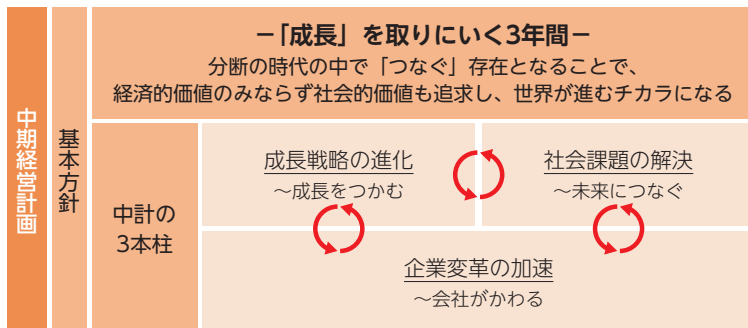 中期経営計画
基本方針
－「成長」を取りにいく3年間－
分断の時代の中で「つなぐ」存在となることで、
経済的価値のみならず社会的価値も追求し、世界が進むチカラになる
中計の
3本柱
成長戦略の進化
～成長をつかむ
社会課題の解決
～未来につなぐ
企業変革の加速
～会社がかわる